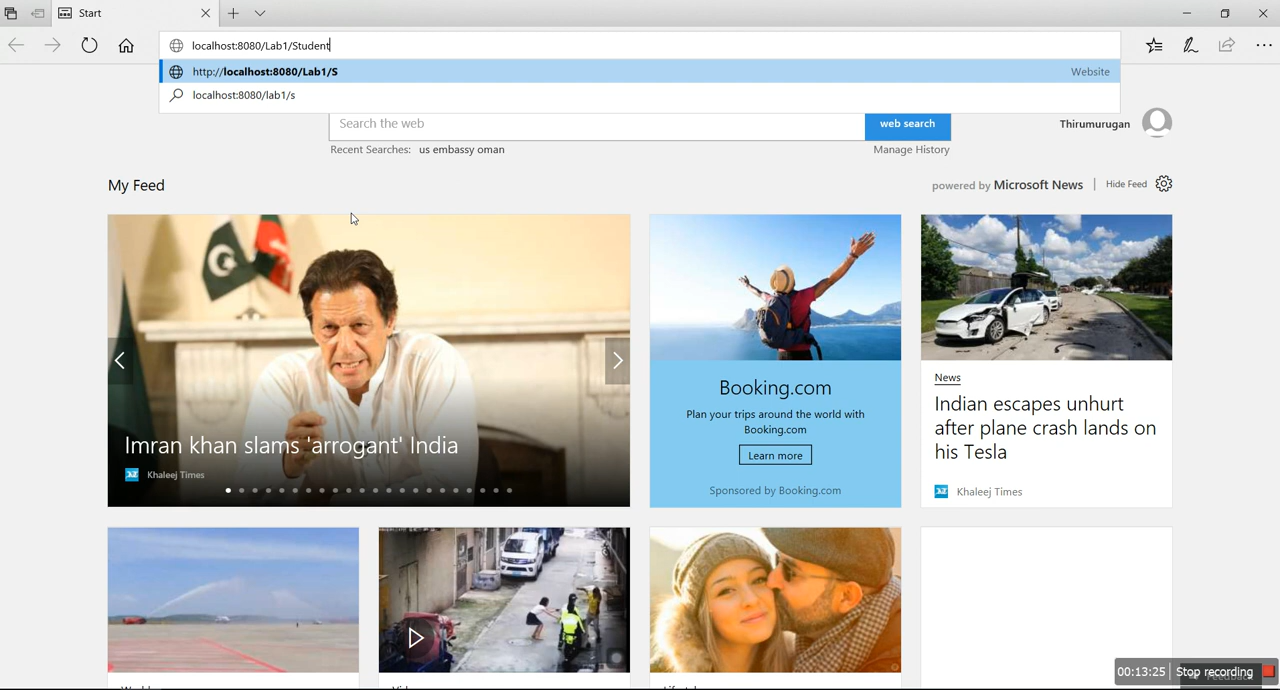 Start
localhost:8080/Lab1/Student
http://localhost:8080/Lab1/S
Website
localhost:8080/lab1/s
Search the web
web search
Thirumurugan
Recent Searches: us embassy oman
Manage History
My Feed
powered by Microsoft News
Hide Feed
Imran khan slams 'arrogant' India
Khaleej Times
Booking.com
Plan your trips around the world with
Booking.com
Learn more
Sponsored by Booking.com
News
Indian escapes unhurt
after plane crash lands on
his Tesla
Khaleej Times
00:13:25 Stop recording